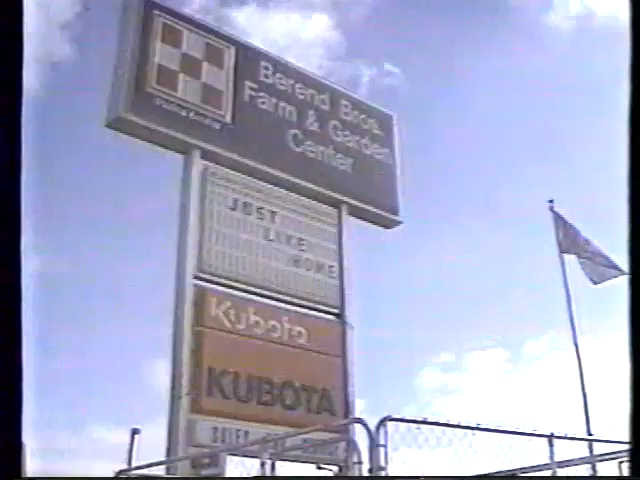 Berend Bros.
Farm & Garden
Center
JUST
LIKE
HOME
Kubota
KUBOTA